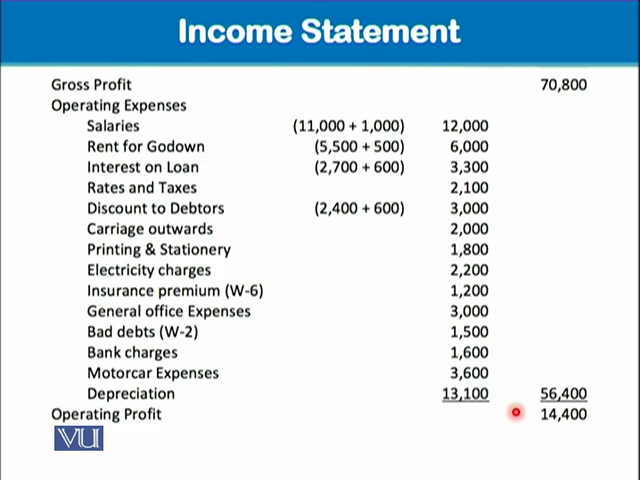 Income Statement
Gross Profit 70,800
Operating Expenses
Salaries (11,000 + 1,000) 12,000
Rent for Godown (5,500 + 500) 6,000
Interest on Loan (2,700 + 600) 3,300
Rates and Taxes 2,100
Discount to Debtors (2,400 + 600) 3,000
Carriage outwards 2,000
Printing & Stationery 1,800
Electricity charges 2,200
Insurance premium (W-6) 1,200
General office Expenses 3,000
Bad debts (W-2) 1,500
Bank charges 1,600
Motorcar Expenses 3,600
Depreciation 13,100 56,400
Operating Profit 14,400
VU